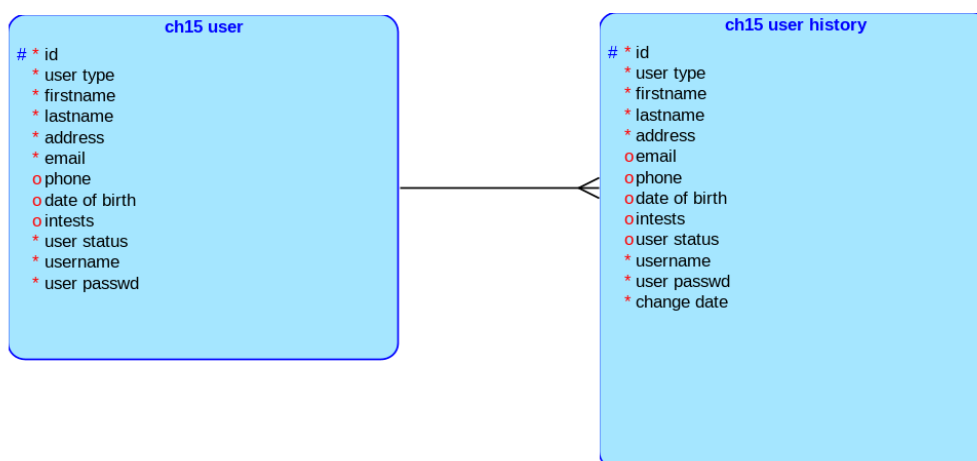 ch15 user
# * id
* user type
* firstname
* lastname
* address
* email
o phone
o date of birth
o intests
* user status
* username
* user passwd
ch15 user history
# * id
* user type
* firstname
* lastname
* address
o email
o phone
o date of birth
o intests
o user status
* username
* user passwd
* change date